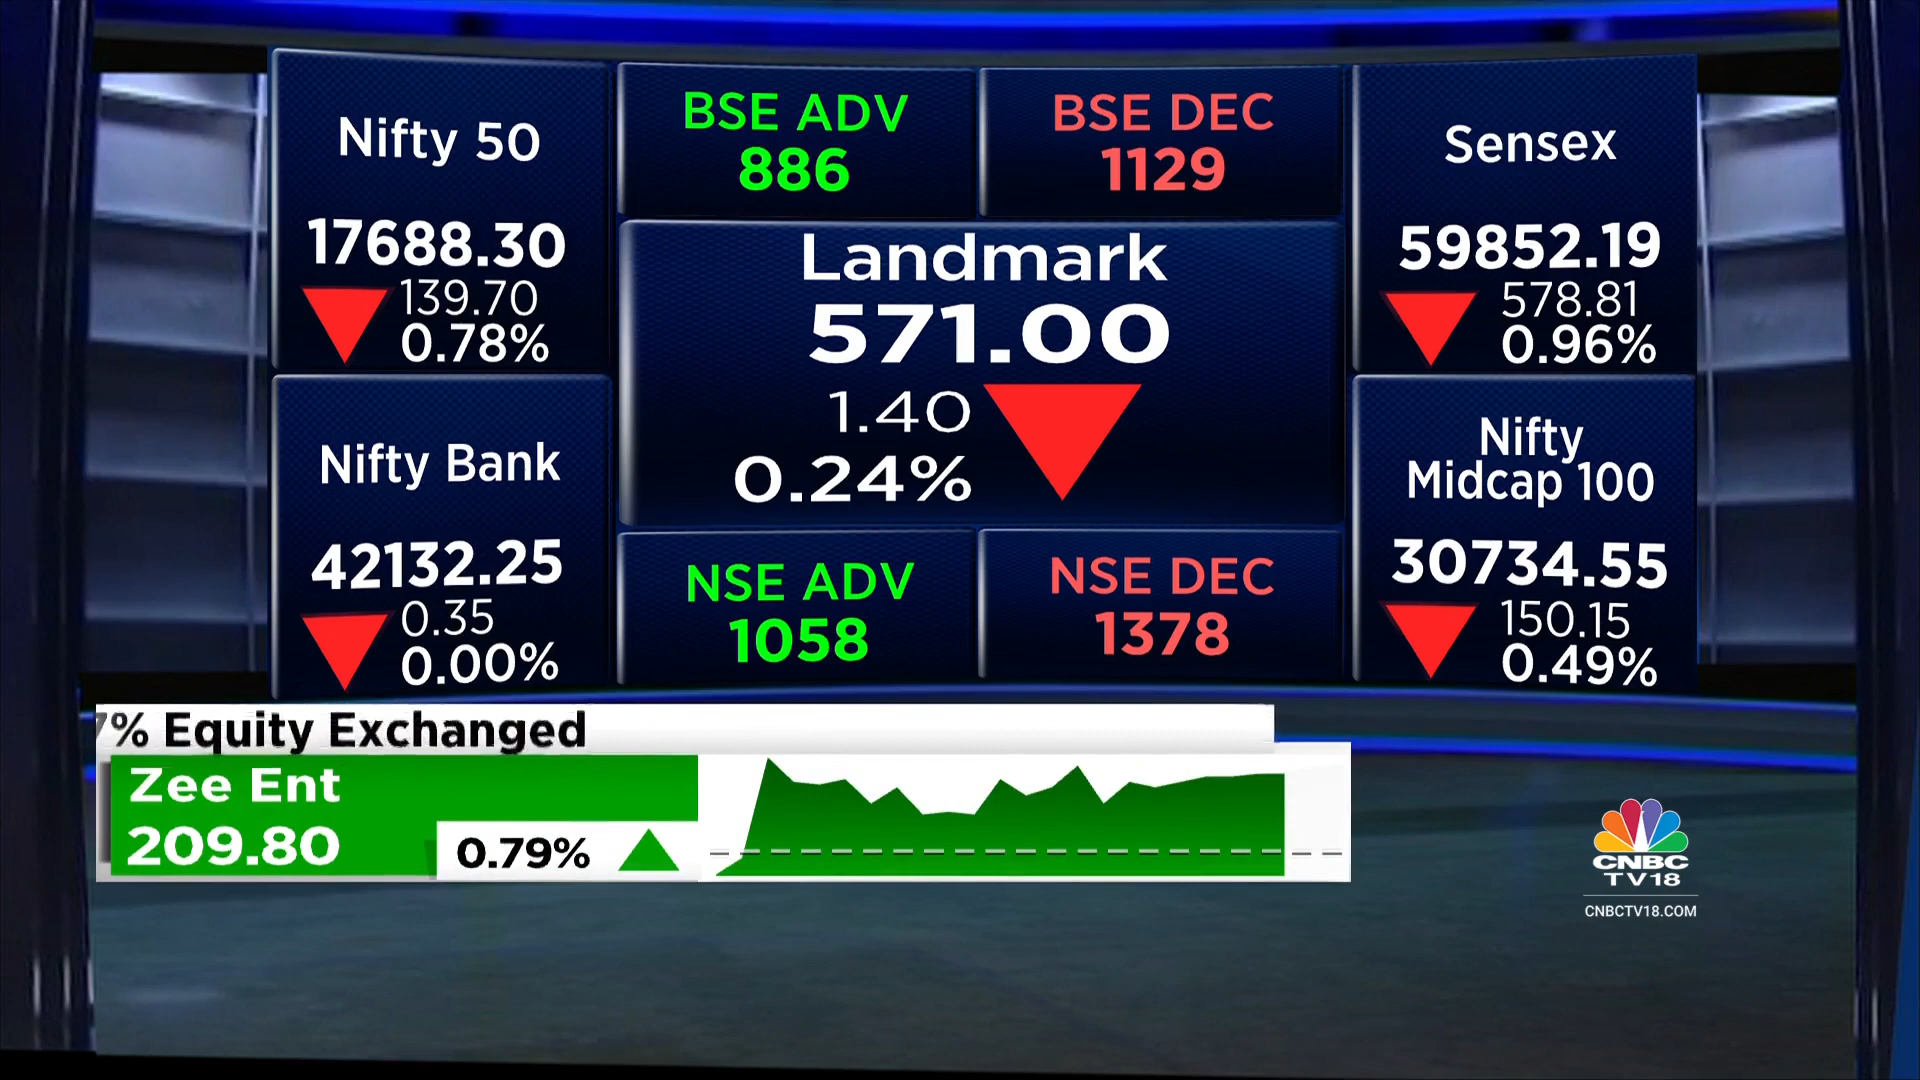 Nifty 50
17688.30
139.70
0.78%
BSE ADV
886
BSE DEC
1129
Sensex
59852.19
578.81
0.96%
Landmark
571.00
1.40
0.24%
Nifty Bank
42132.25
0.35
0.00%
NSE ADV
1058
NSE DEC
1378
Nifty
Midcap 100
30734.55
150.15
0.49%
% Equity Exchanged
Zee Ent
209.80
0.79%
CNBC
TV18
CNBCTV18.COM